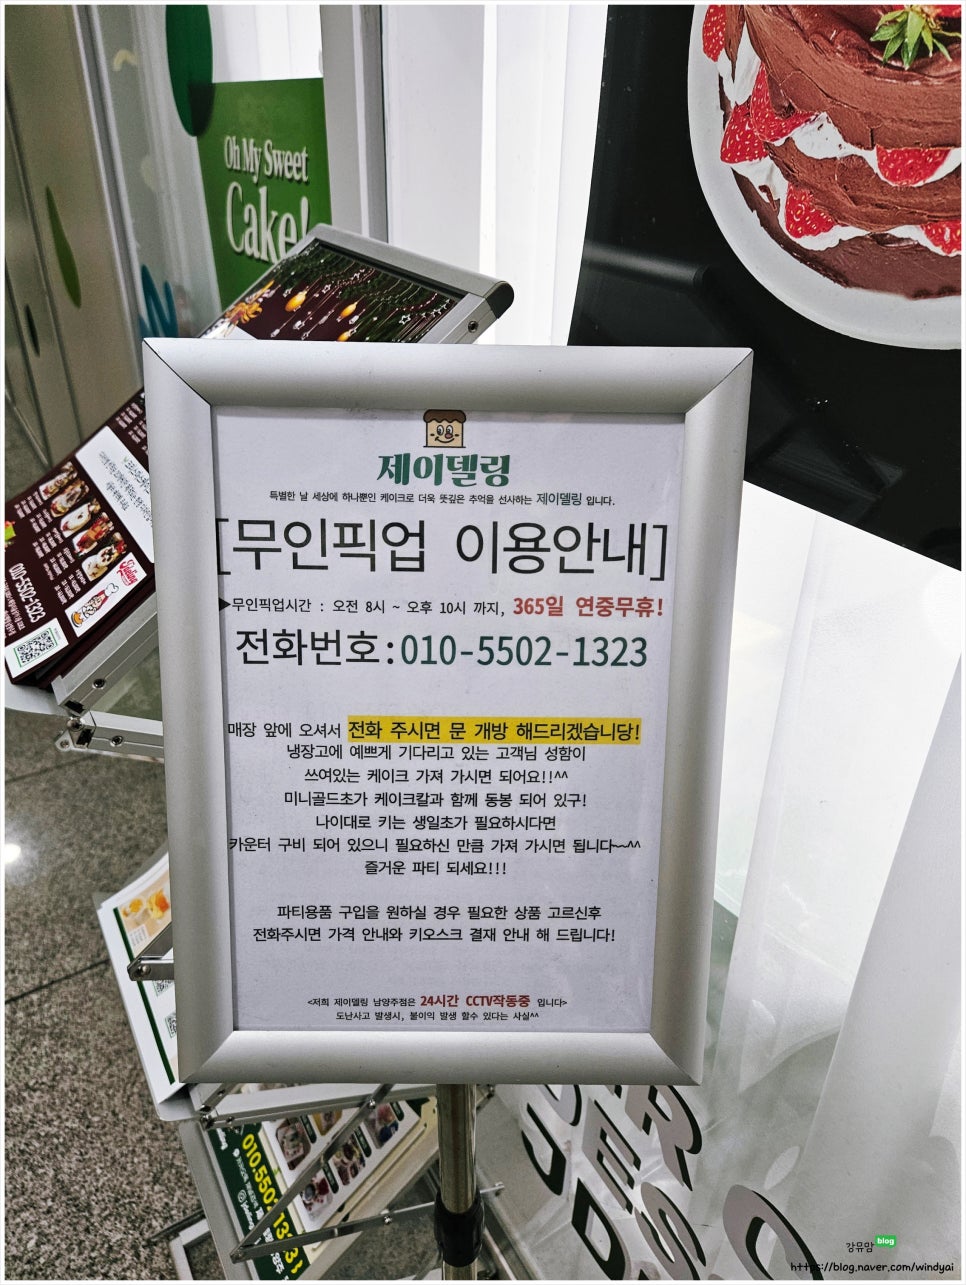 Oh My Sweet
Cake!
제이델링
특별한 날 세상에 하나뿐인 케이크로 더욱 뜻깊은 추억을 선사하는 제이델링 입니다.
[무인픽업 이용안내]
▶무인픽업시간 : 오전 8시 ~ 오후 10시 까지, 365일 연중무휴!
전화번호:010-5502-1323
매장 앞에 오셔서 전화 주시면 문 개방 해드리겠습니당!
냉장고에 예쁘게 기다리고 있는 고객님 성함이
쓰여있는 케이크 가져 가시면 되어요!!^^
미니골드초가 케이크칼과 함께 동봉 되어 있구!
나이대로 키는 생일초가 필요하시다면
카운터 구비 되어 있으니 필요하신 만큼 가져 가시면 됩니다~~^^
즐거운 파티 되세요!!!
파티용품 구입을 원하실 경우 필요한 상품 고르신후
전화주시면 가격 안내와 키오스크 결재 안내 해 드립니다!
<저희 제이델링 남양주점은 24시간 CCTV작동중 입니다>
도난사고 발생시, 불이익 발생 할수 있다는 사실^^
010-5502-1323
010.5502.1323
강뮤맘 blog
https://blog.naver.com/windyai